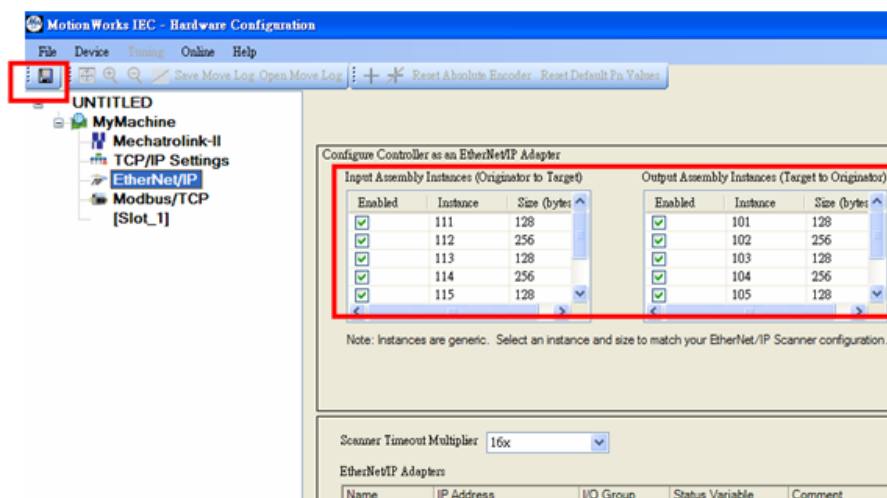 MotionWorks IEC - Hardware Configuration
File Device Tuning Online Help
Save Move Log Open Move Log Reset Absolute Encoder Reset Default Pn Values
UNTITLED
MyMachine
Mechatrolink-II
TCP/IP Settings
EtherNet/IP
Modbus/TCP
[Slot_1]
Configure Controller as an EtherNet/IP Adapter
Input Assembly Instances (Originator to Target) Output Assembly Instances (Target to Originator)
Enabled Instance Size (bytes Enabled Instance Size (bytes
111 128 101 128
112 256 102 256
113 128 103 128
114 256 104 256
115 128 105 128
Note: Instances are generic. Select an instance and size to match your EtherNet/IP Scanner configuration.
Scanner Timeout Multiplier 16x
EtherNet/IP Adapters
Name IP Address I/O Group Status Variable Comment